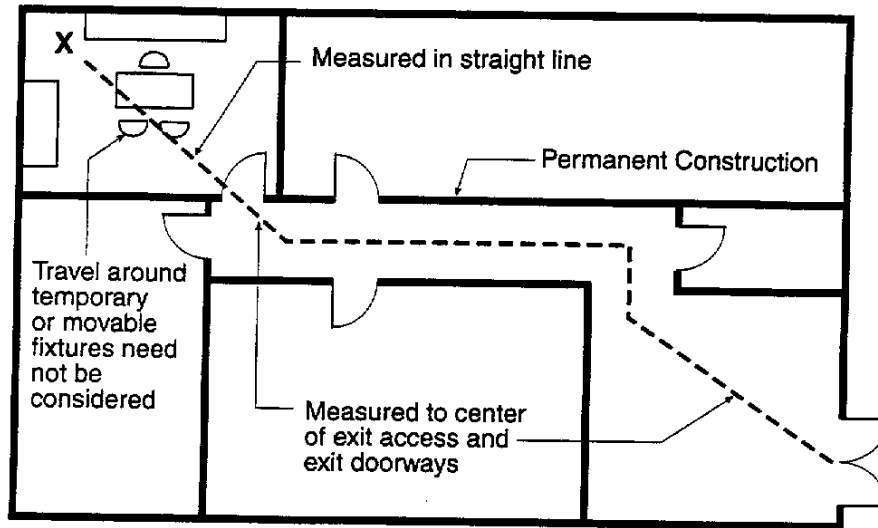 X
Measured in straight line
Permanent Construction
Travel around
temporary
or movable
fixtures need
not be
considered
Measured to center
of exit access and
exit doorways